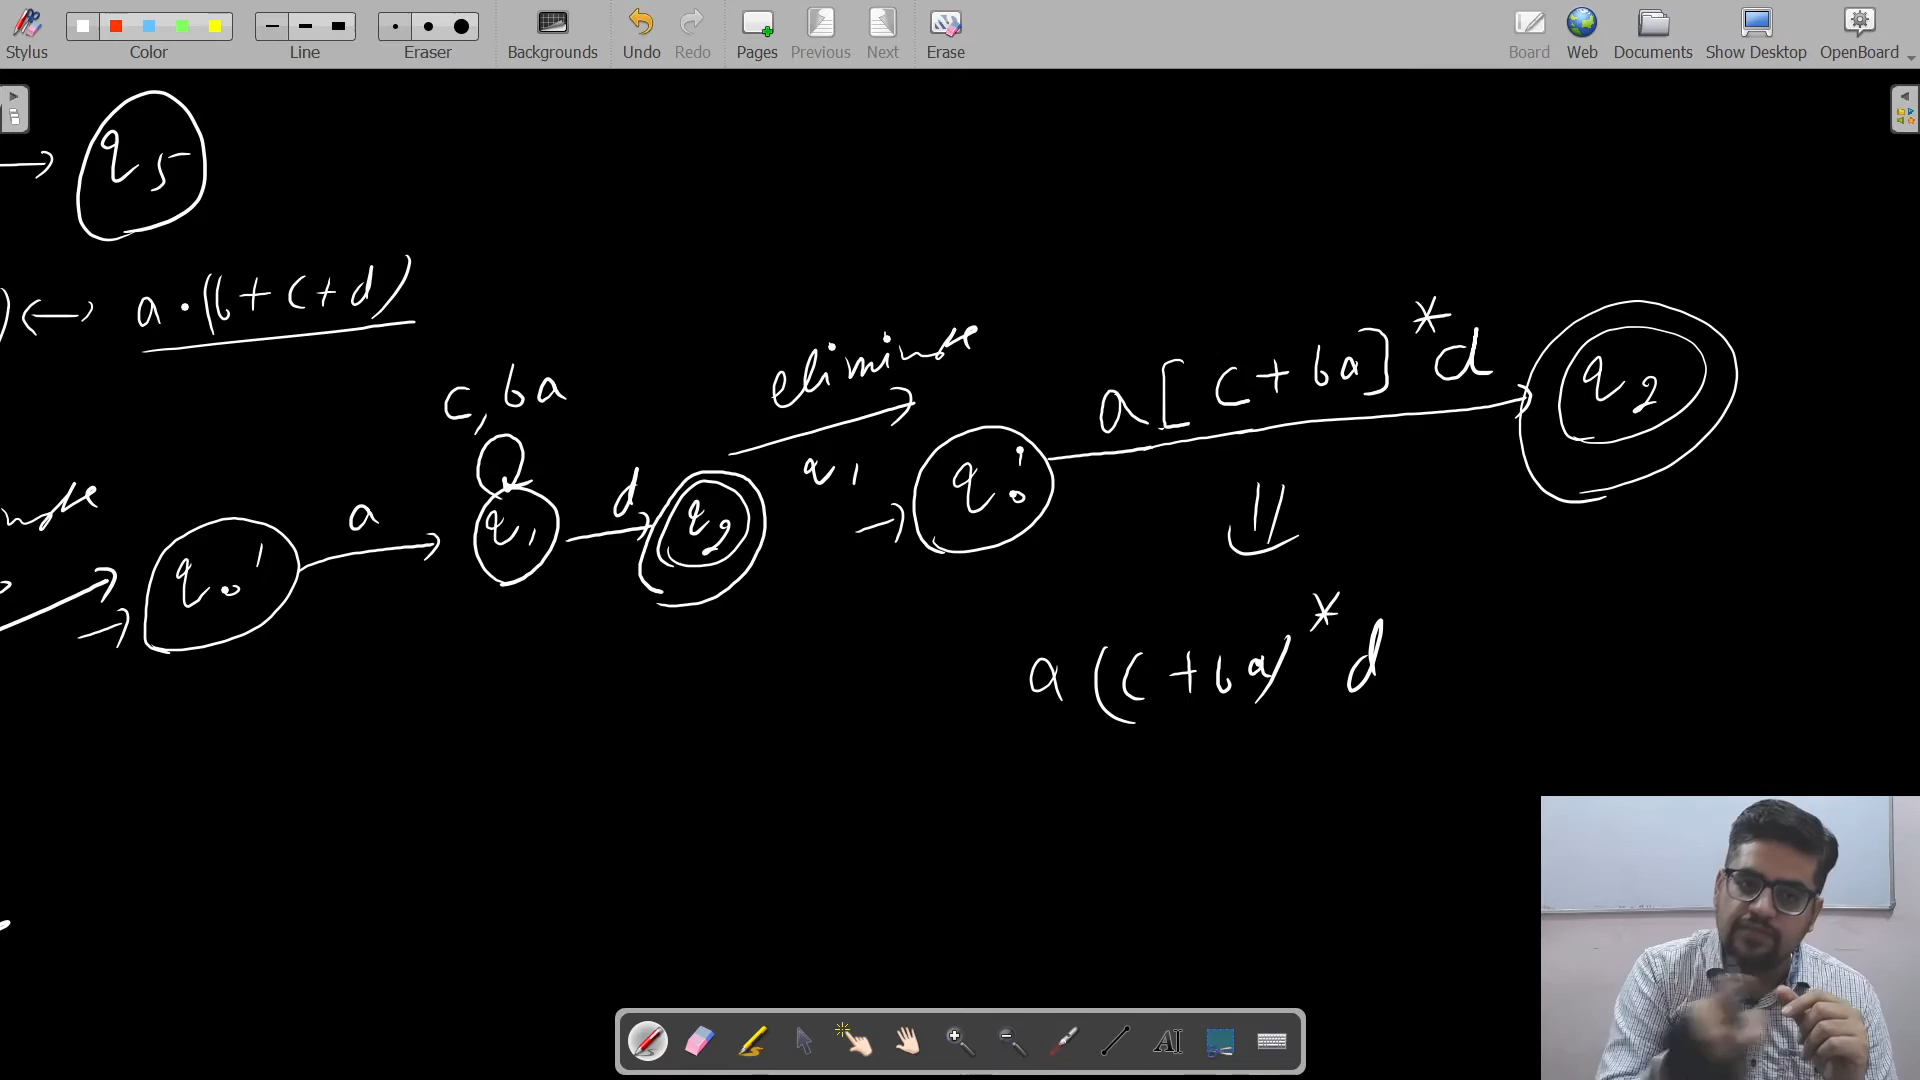 Stylus Color Line Eraser Backgrounds Undo Redo Pages Previous Next Erase Board Web Documents Show Desktop OpenBoard
q5
) <-> a . (b + c + d)
eliminate
a [ c + ba ]* d
q2
c, ba
q1
q0'
a
q1
d
q2
q0'
a (c + ba)* d
AI